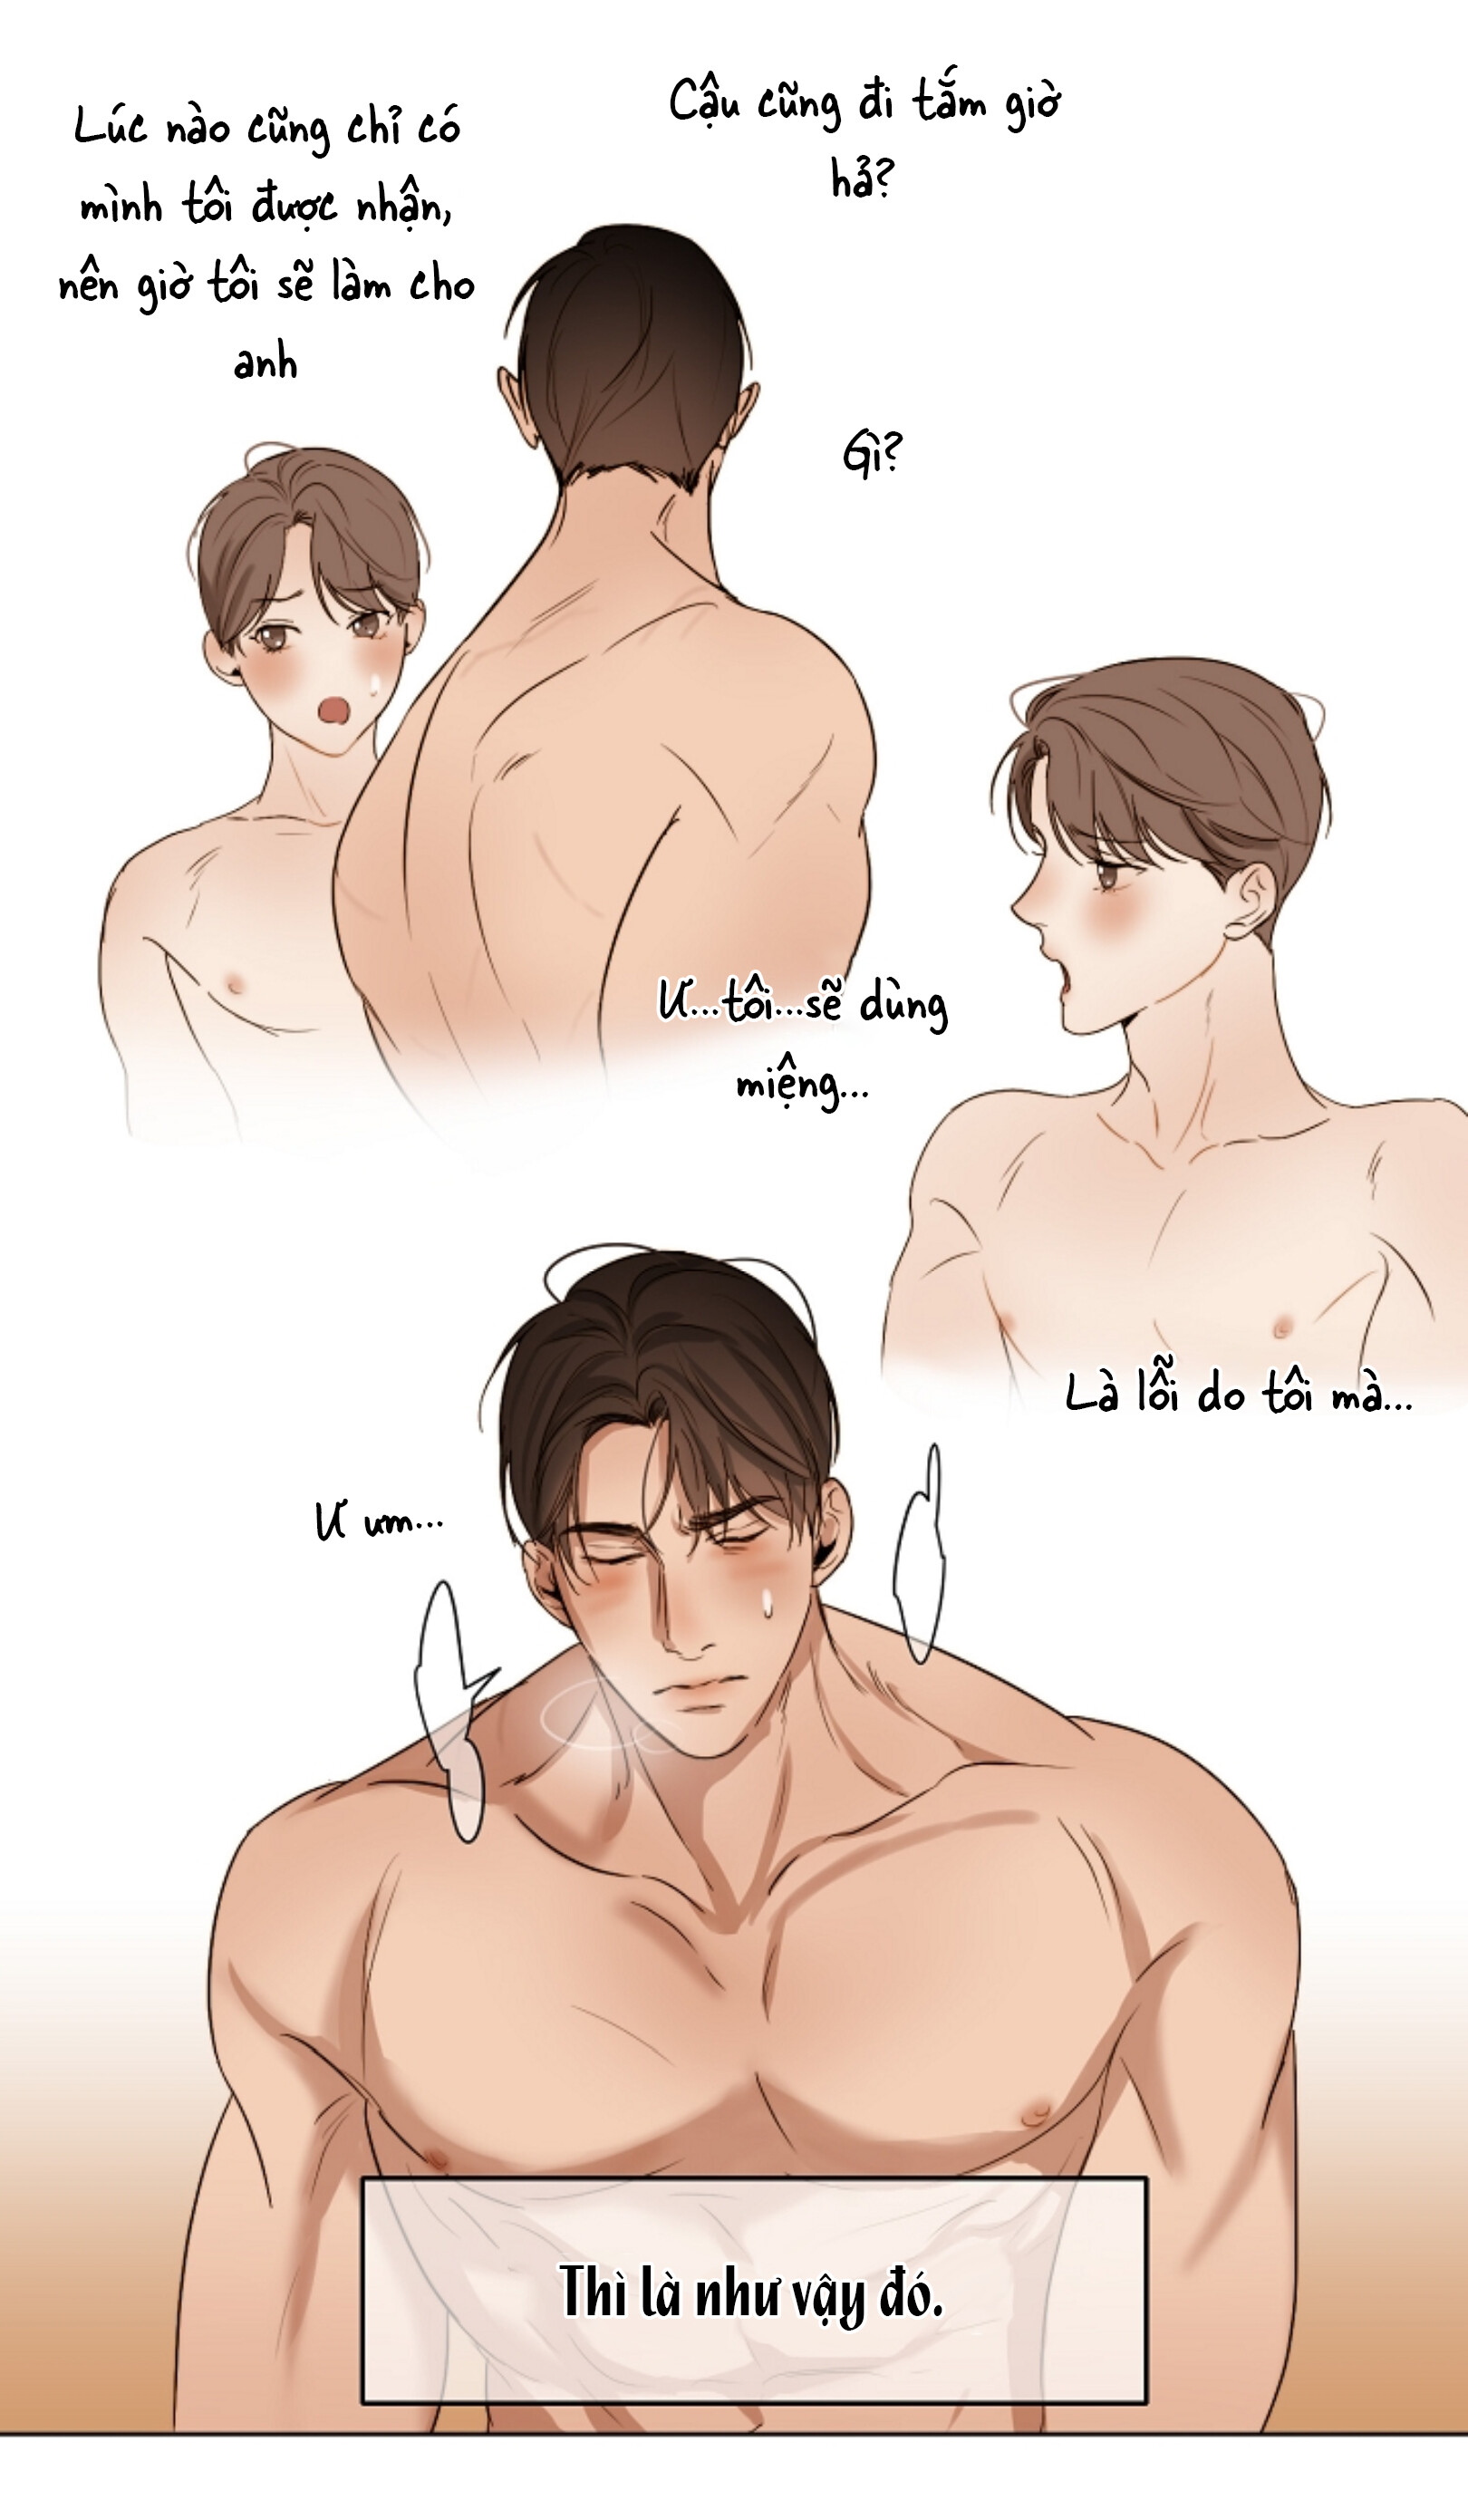 Cậu cũng đi tắm giờ
hả?
Lúc nào cũng chỉ có
mình tôi được nhận,
nên giờ tôi sẽ làm cho
anh
Gì?
Ư...tôi...sẽ dùng
miệng...
Là lỗi do tôi mà...
Ư um...
Thì là như vậy đó.